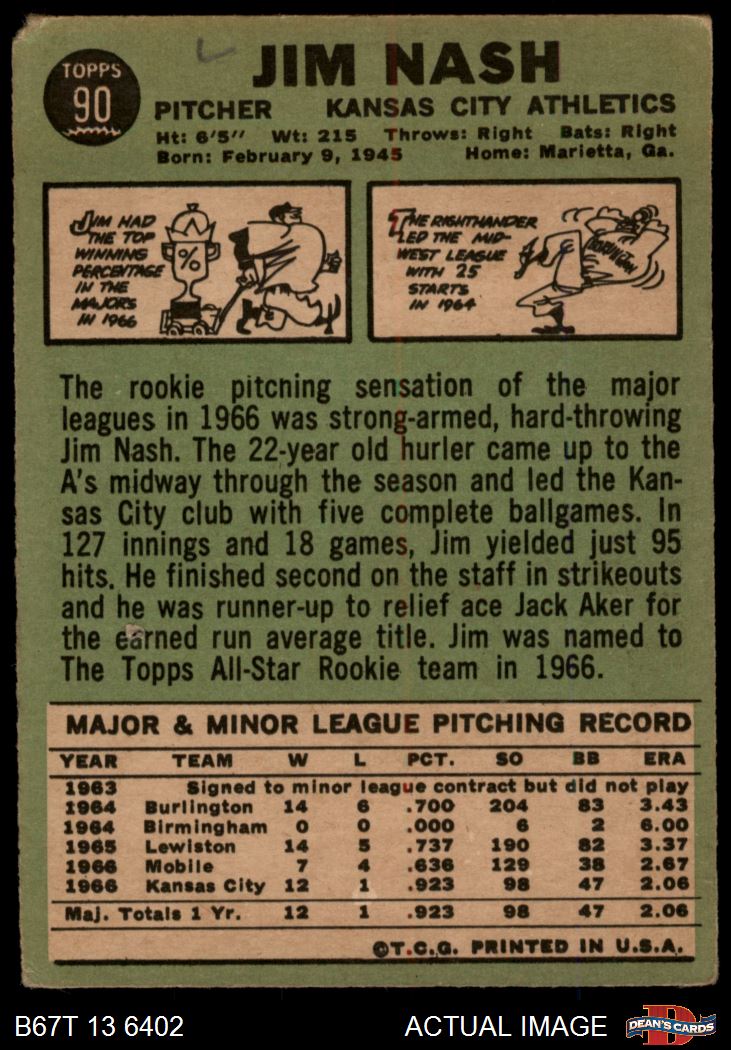 TOPPS
90
JIM NASH
PITCHER KANSAS CITY ATHLETICS
Ht: 6'5" Wt: 215 Throws: Right Bats: Right
Born: February 9, 1945 Home: Marietta, Ga.
JIM HAD
THE TOP
WINNING
PERCENTAGE
IN THE
MAJORS
IN 1966
%
THE RIGHTHANDER
LED THE MID-
WEST LEAGUE
WITH 25
STARTS
IN 1964
The rookie pitching sensation of the major
leagues in 1966 was strong-armed, hard-throwing
Jim Nash. The 22-year old hurler came up to the
A's midway through the season and led the Kan-
sas City club with five complete ballgames. In
127 innings and 18 games, Jim yielded just 95
hits. He finished second on the staff in strikeouts
and he was runner-up to relief ace Jack Aker for
the earned run average title. Jim was named to
The Topps All-Star Rookie team in 1966.
MAJOR & MINOR LEAGUE PITCHING RECORD
YEAR TEAM W L PCT. SO BB ERA
1963 Signed to minor league contract but did not play
1964 Burlington 14 6 .700 204 83 3.43
1964 Birmingham 0 0 .000 6 2 6.00
1965 Lewiston 14 5 .737 190 82 3.37
1966 Mobile 7 4 .636 129 38 2.67
1966 Kansas City 12 1 .923 98 47 2.06
Maj. Totals 1 Yr. 12 1 .923 98 47 2.06
©T.C.G. PRINTED IN U.S.A.
B67T 13 6402 ACTUAL IMAGE
DEAN'S CARDS